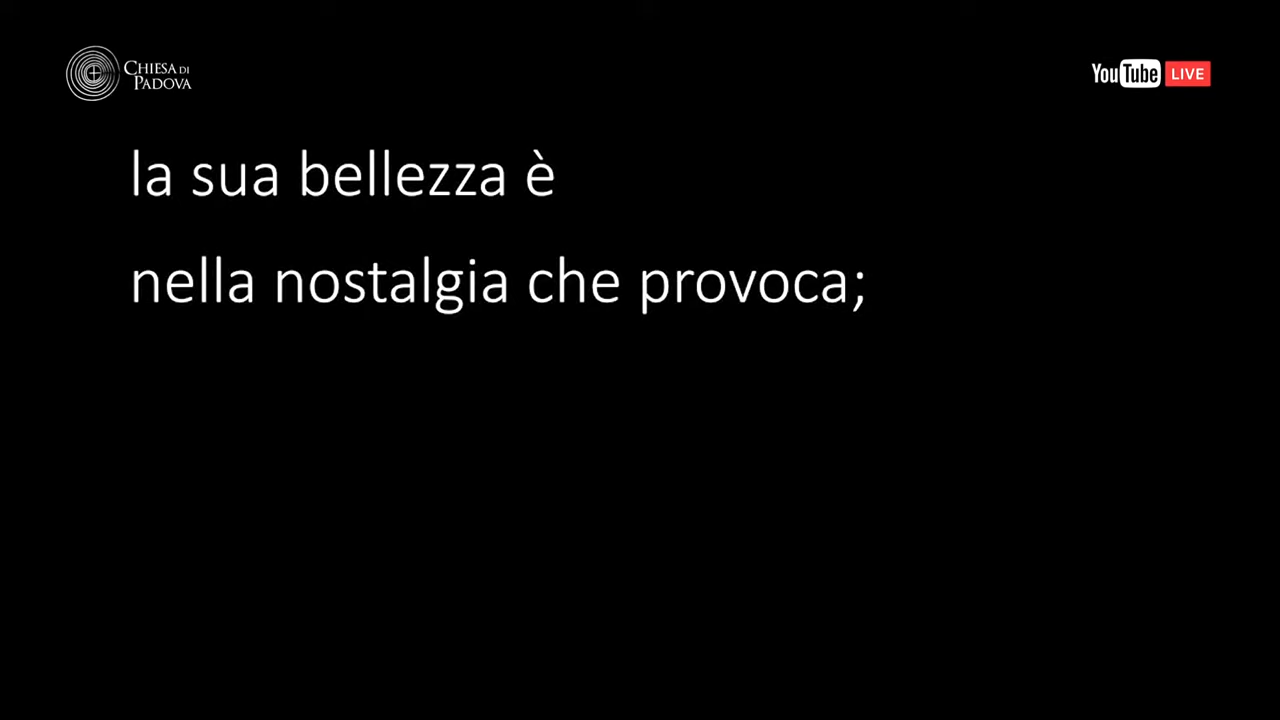 CHIESA DI
PADOVA
YouTube LIVE
la sua bellezza è
nella nostalgia che provoca;